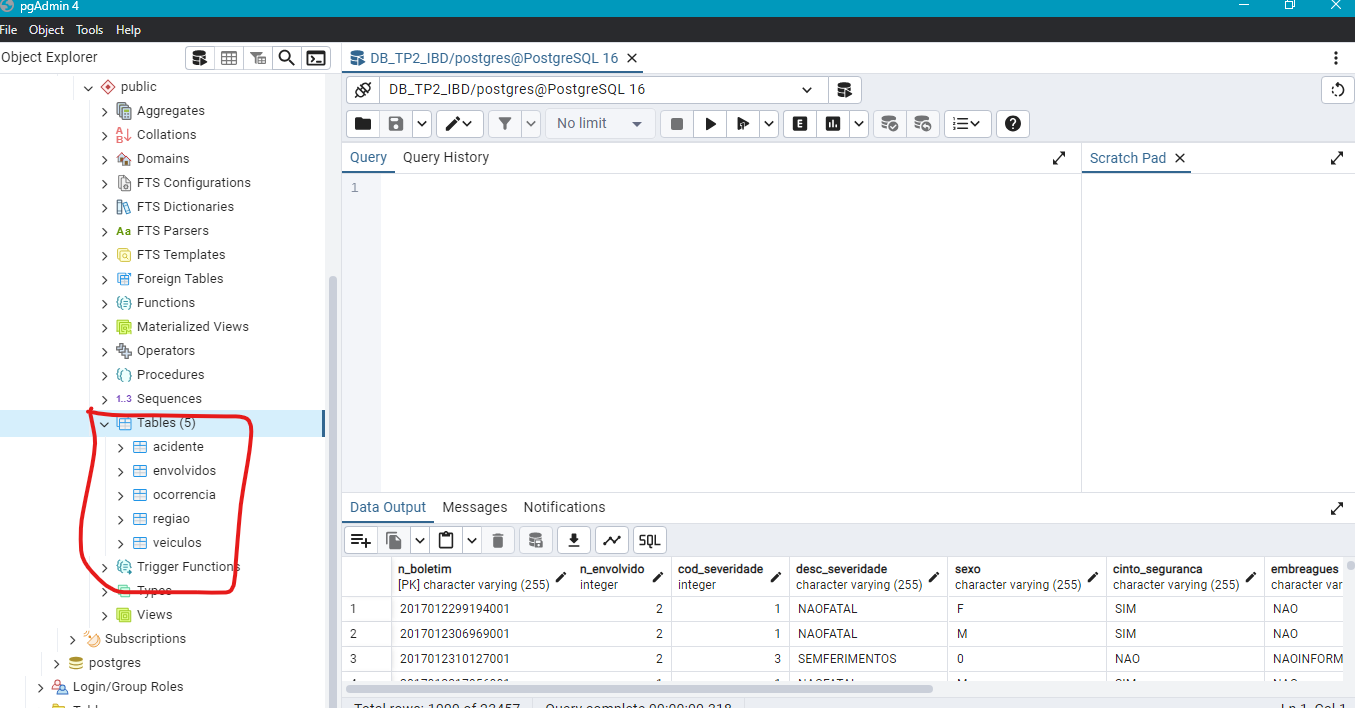 pgAdmin 4
File Object Tools Help
Object Explorer
public
Aggregates
Collations
Domains
FTS Configurations
FTS Dictionaries
Aa FTS Parsers
FTS Templates
Foreign Tables
Functions
Materialized Views
Operators
Procedures
1..3 Sequences
Tables (5)
acidente
envolvidos
ocorrencia
regiao
veiculos
Trigger Functions
Types
Views
Subscriptions
postgres
Login/Group Roles
DB_TP2_IBD/postgres@PostgreSQL 16
DB_TP2_IBD/postgres@PostgreSQL 16
No limit
E
Query Query History
Scratch Pad
1
Data Output Messages Notifications
SQL
n_boletim n_envolvido cod_severidade desc_severidade sexo cinto_seguranca embreagues
[PK] character varying (255) integer integer character varying (255) character varying (255) character varying (255) character var
1 2017012299194001 2 1 NAOFATAL F SIM NAO
2 2017012306969001 2 1 NAOFATAL M SIM NAO
3 2017012310127001 2 3 SEMFERIMENTOS 0 NAO NAOINFORM
Total rows: 1000 of 23457 Query complete 00:00:00.218 Ln 1, Col 1